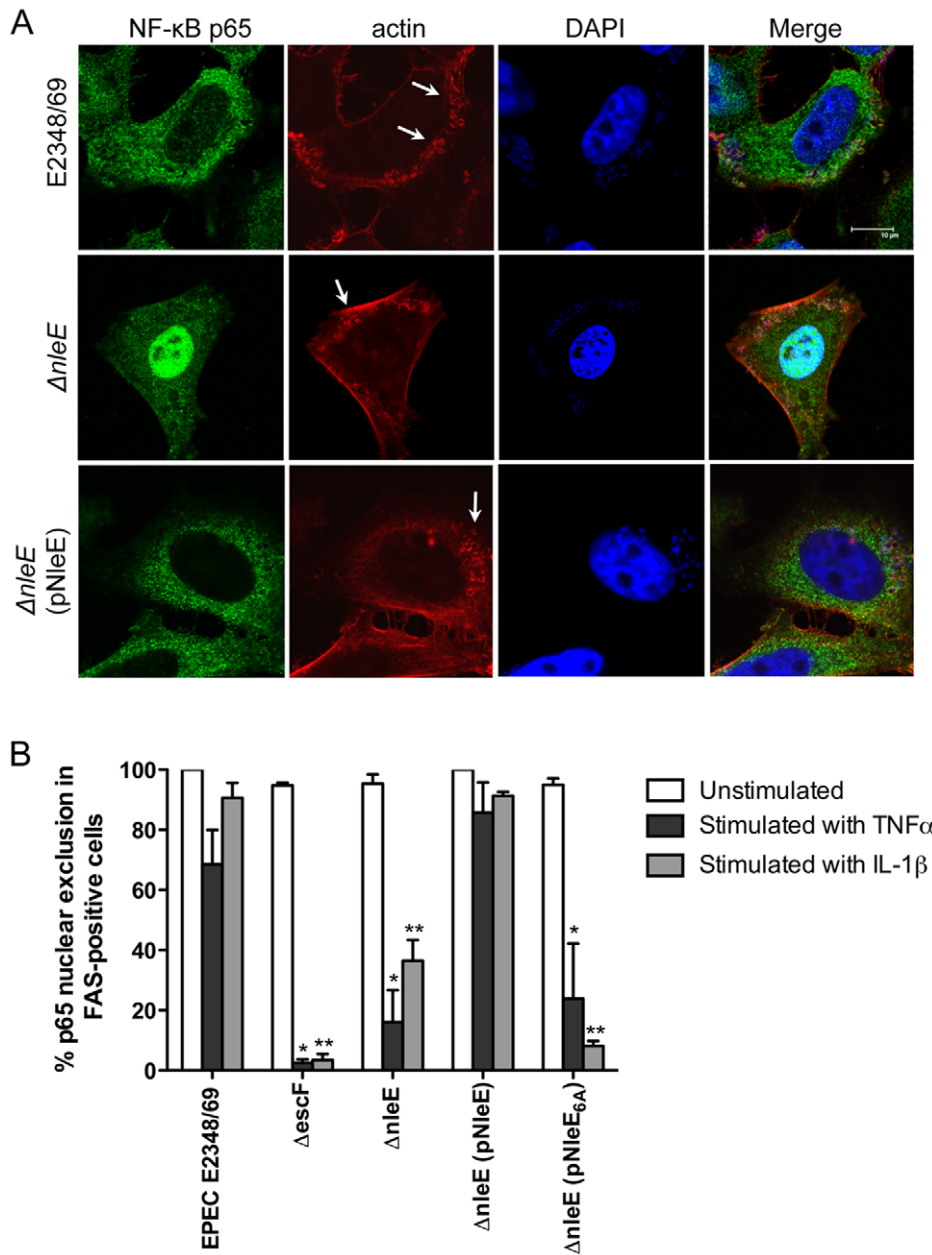 A
NF-κB p65 actin DAPI Merge
E2348/69
10 µm
ΔnleE
ΔnleE
(pNleE)
B
% p65 nuclear exclusion in
FAS-positive cells
100
80
60
40
20
0
* ** * ** * **
EPEC E2348/69
ΔescF
ΔnleE
ΔnleE (pNleE)
ΔnleE (pNleE6A)
Unstimulated
Stimulated with TNFα
Stimulated with IL-1β